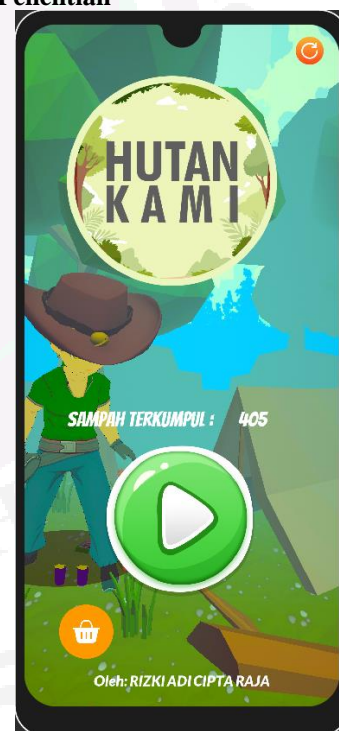 Penelitian
HUTAN
KAMI
SAMPAH TERKUMPUL : 405
Oleh: RIZKI ADI CIPTA RAJA